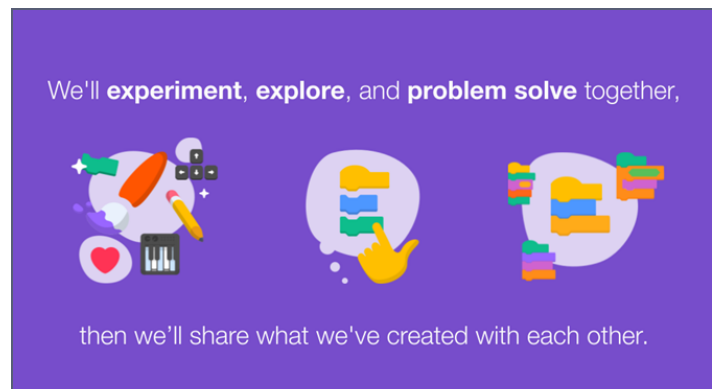 We'll experiment, explore, and problem solve together,
then we’ll share what we've created with each other.